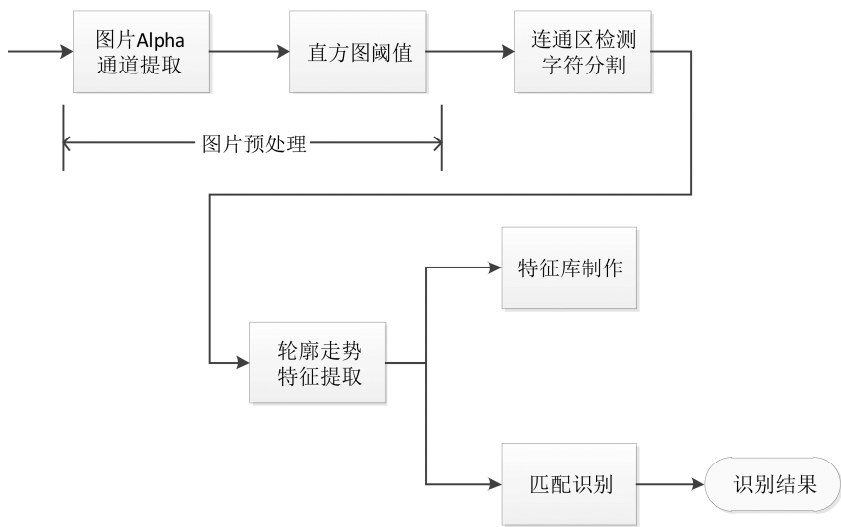 图片Alpha
通道提取
直方图阈值
连通区检测
字符分割
图片预处理
特征库制作
轮廓走势
特征提取
匹配识别
识别结果